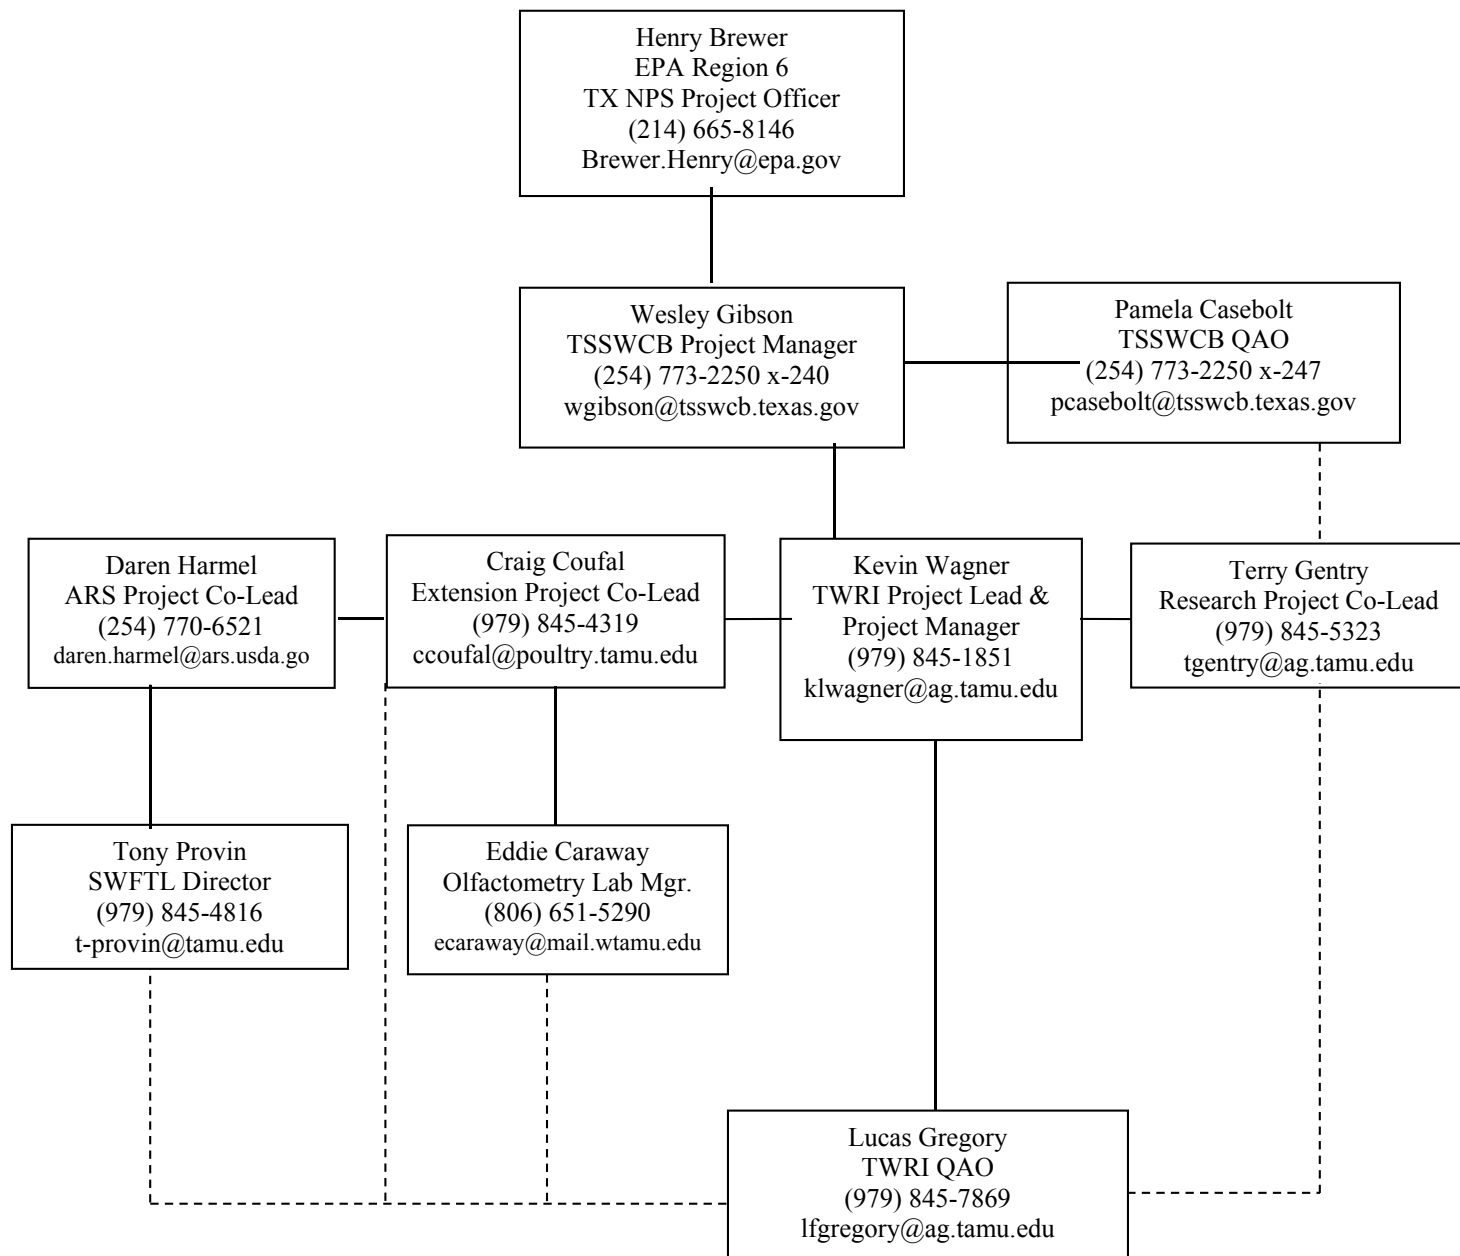 Henry Brewer
EPA Region 6
TX NPS Project Officer
(214) 665-8146
Brewer.Henry@epa.gov
Wesley Gibson
TSSWCB Project Manager
(254) 773-2250 x-240
wgibson@tsswcb.texas.gov
Pamela Casebolt
TSSWCB QAO
(254) 773-2250 x-247
pcasebolt@tsswcb.texas.gov
Daren Harmel
ARS Project Co-Lead
(254) 770-6521
daren.harmel@ars.usda.go
Craig Coufal
Extension Project Co-Lead
(979) 845-4319
ccoufal@poultry.tamu.edu
Kevin Wagner
TWRI Project Lead &
Project Manager
(979) 845-1851
klwagner@ag.tamu.edu
Terry Gentry
Research Project Co-Lead
(979) 845-5323
tgentry@ag.tamu.edu
Tony Provin
SWFTL Director
(979) 845-4816
t-provin@tamu.edu
Eddie Caraway
Olfactometry Lab Mgr.
(806) 651-5290
ecaraway@mail.wtamu.edu
Lucas Gregory
TWRI QAO
(979) 845-7869
lfgregory@ag.tamu.edu